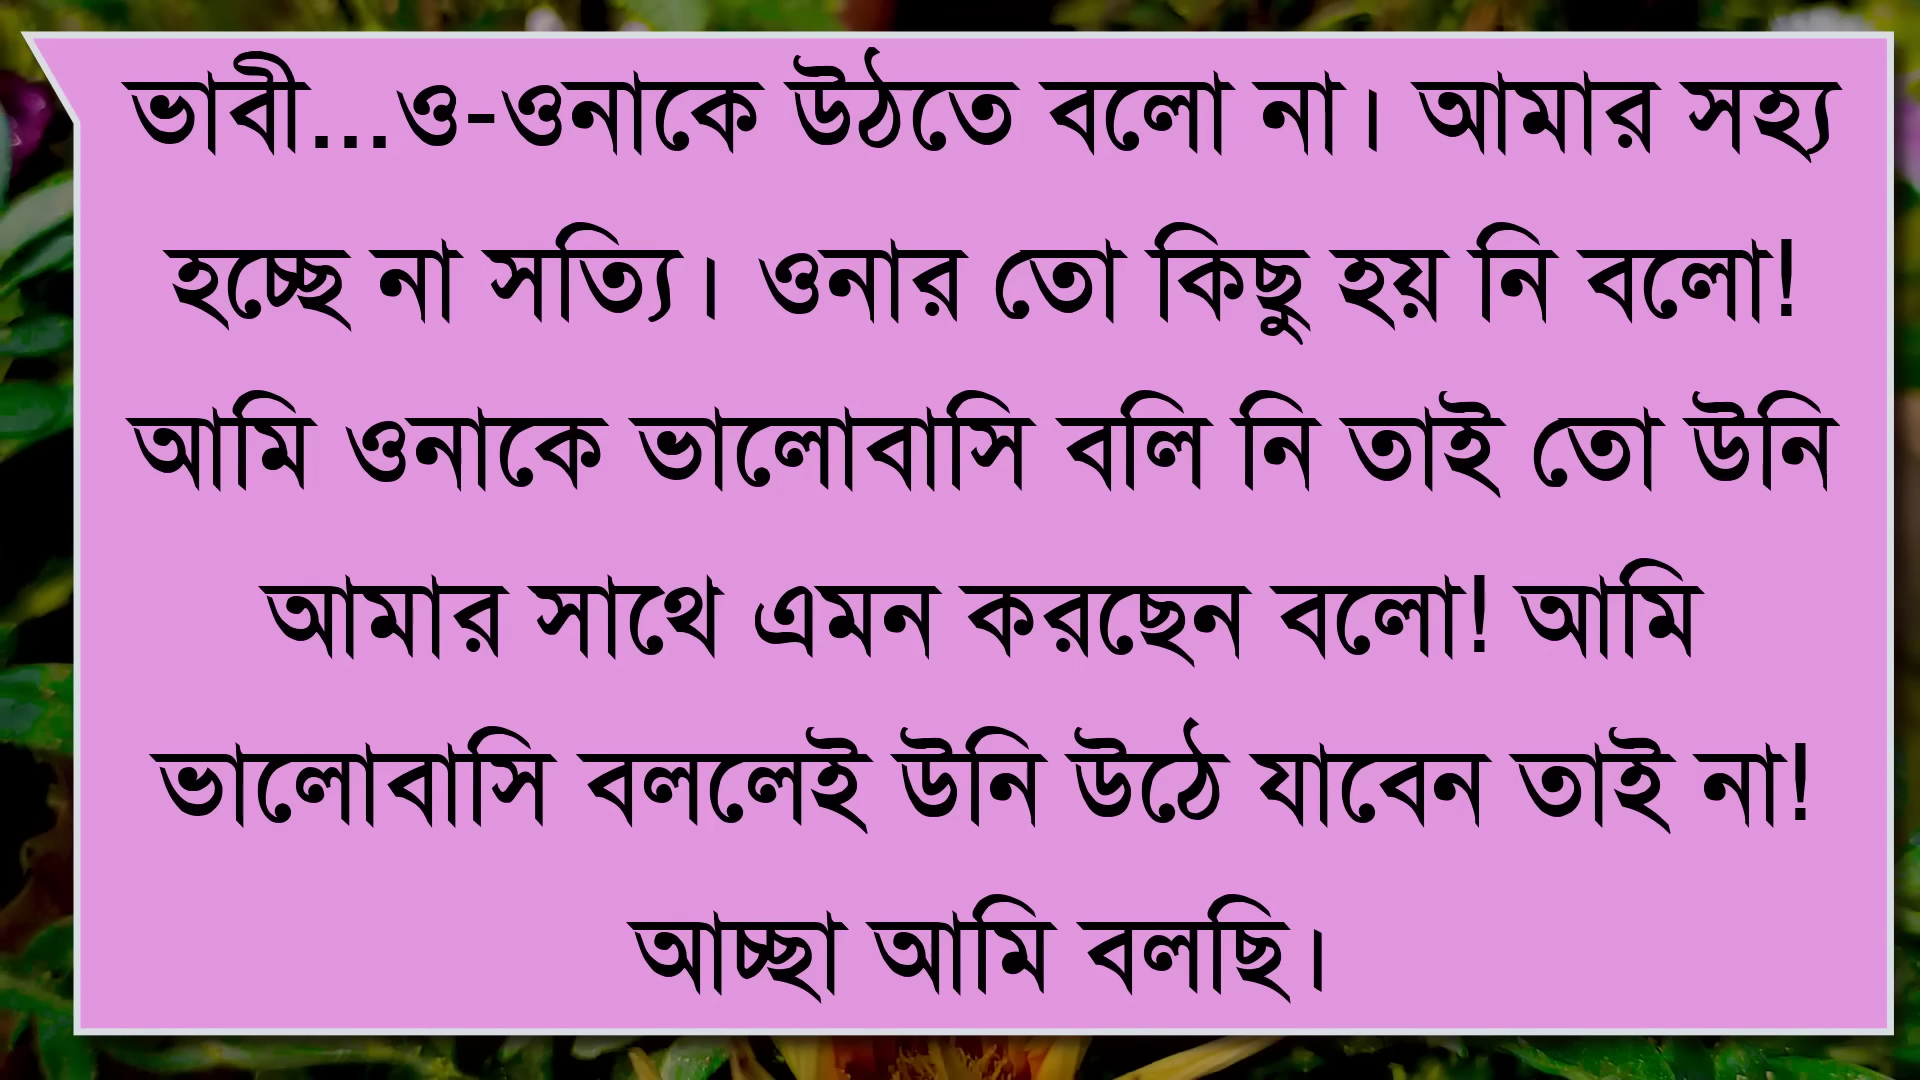 ভাবী...ও-ওনাকে উঠতে বলো না। আমার সহ্য
হচ্ছে না সত্যি। ওনার তো কিছু হয় নি বলো!
আমি ওনাকে ভালোবাসি বলি নি তাই তো উনি
আমার সাথে এমন করছেন বলো! আমি
ভালোবাসি বললেই উনি উঠে যাবেন তাই না!
আচ্ছা আমি বলছি।